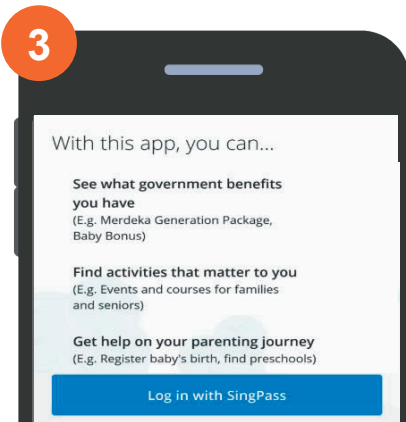 3
With this app, you can...
See what government benefits
you have
(E.g. Merdeka Generation Package,
Baby Bonus)
Find activities that matter to you
(E.g. Events and courses for families
and seniors)
Get help on your parenting journey
(E.g. Register baby's birth, find preschools)
Log in with SingPass